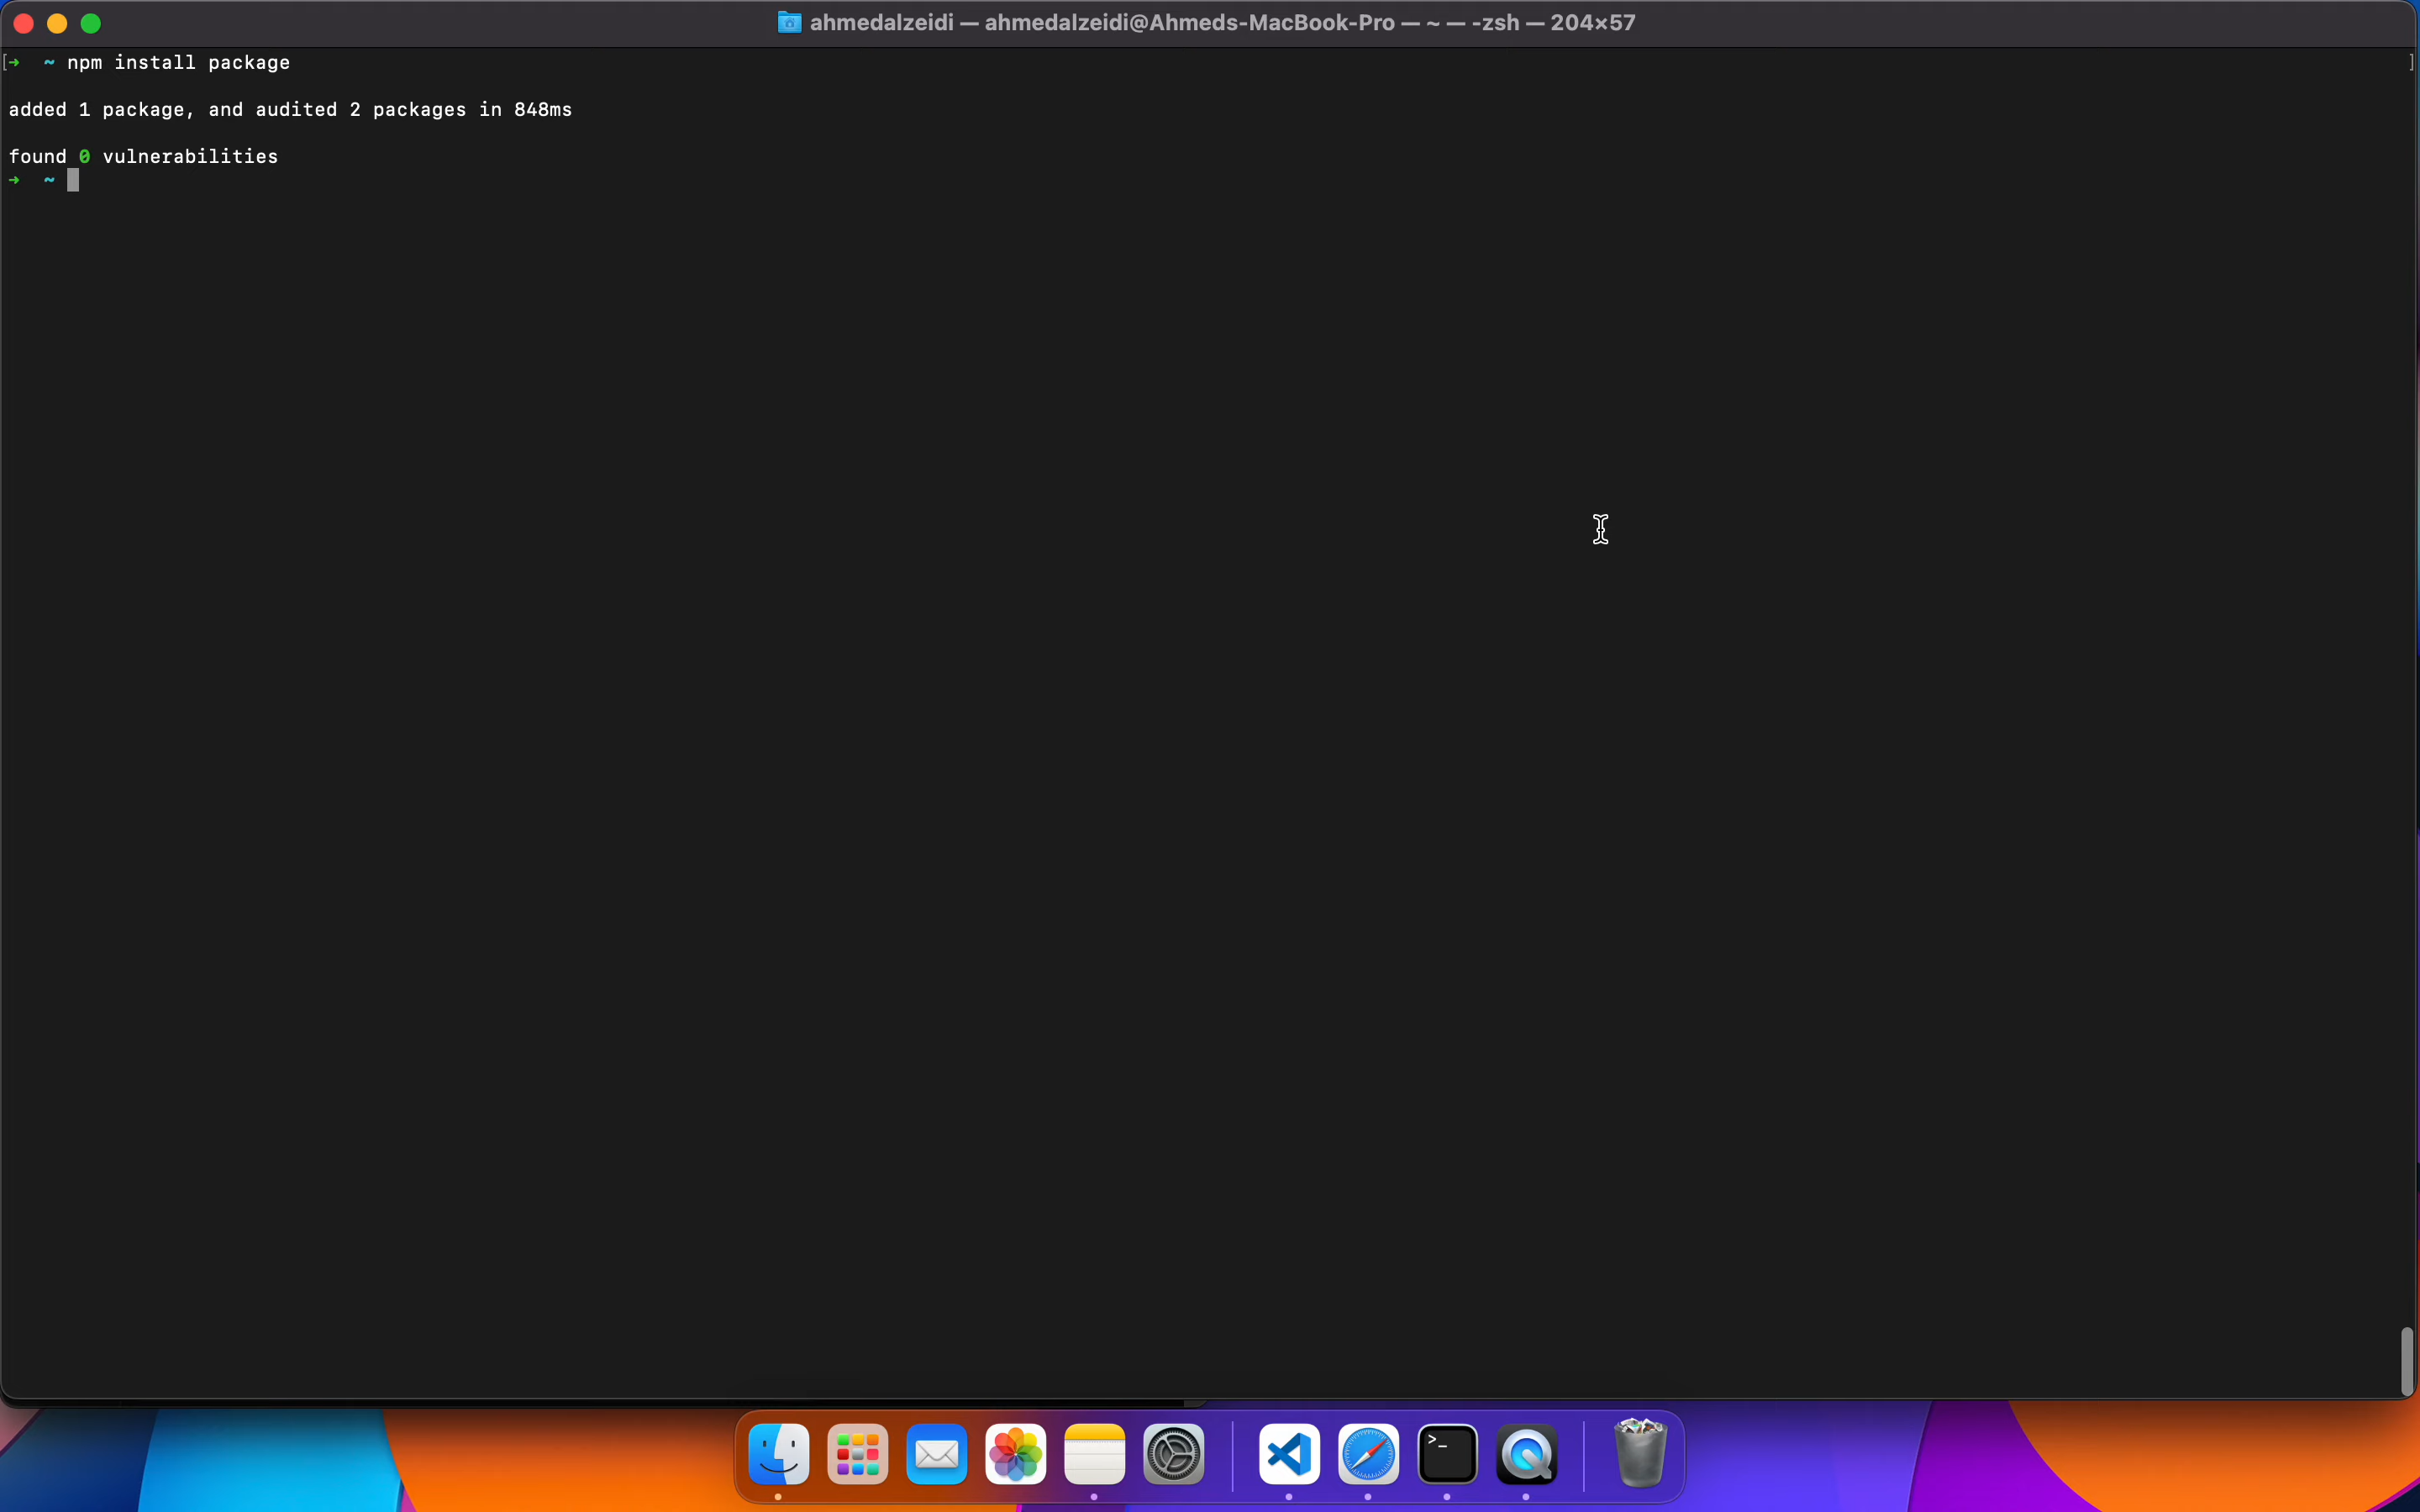 ahmedalzeidi — ahmedalzeidi@Ahmeds-MacBook-Pro — ~ — -zsh — 204×57
[➜  ~ npm install package ]
added 1 package, and audited 2 packages in 848ms
found 0 vulnerabilities
➜  ~
>_